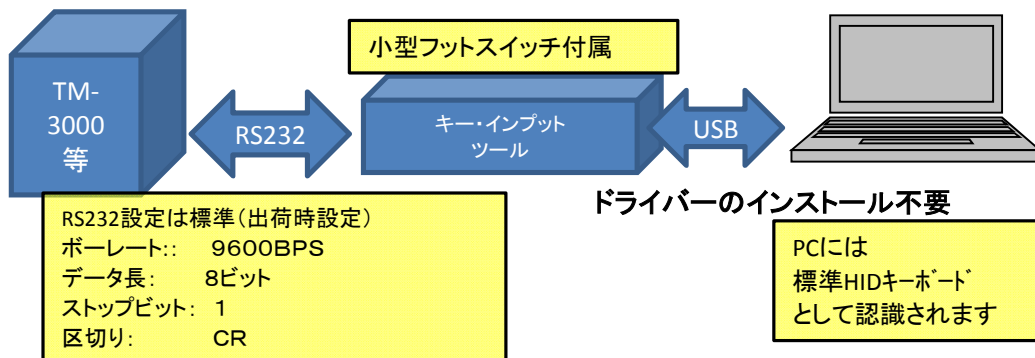 小型フットスイッチ付属
TM-
3000
等
RS232
キー・インプット
ツール
USB
ドライバーのインストール不要
RS232設定は標準（出荷時設定）
ボーレート:: 9600BPS
データ長: 8ビット
ストップビット: 1
区切り: CR
PCには
標準HIDｷｰﾎﾞｰﾄﾞ
として認識されます